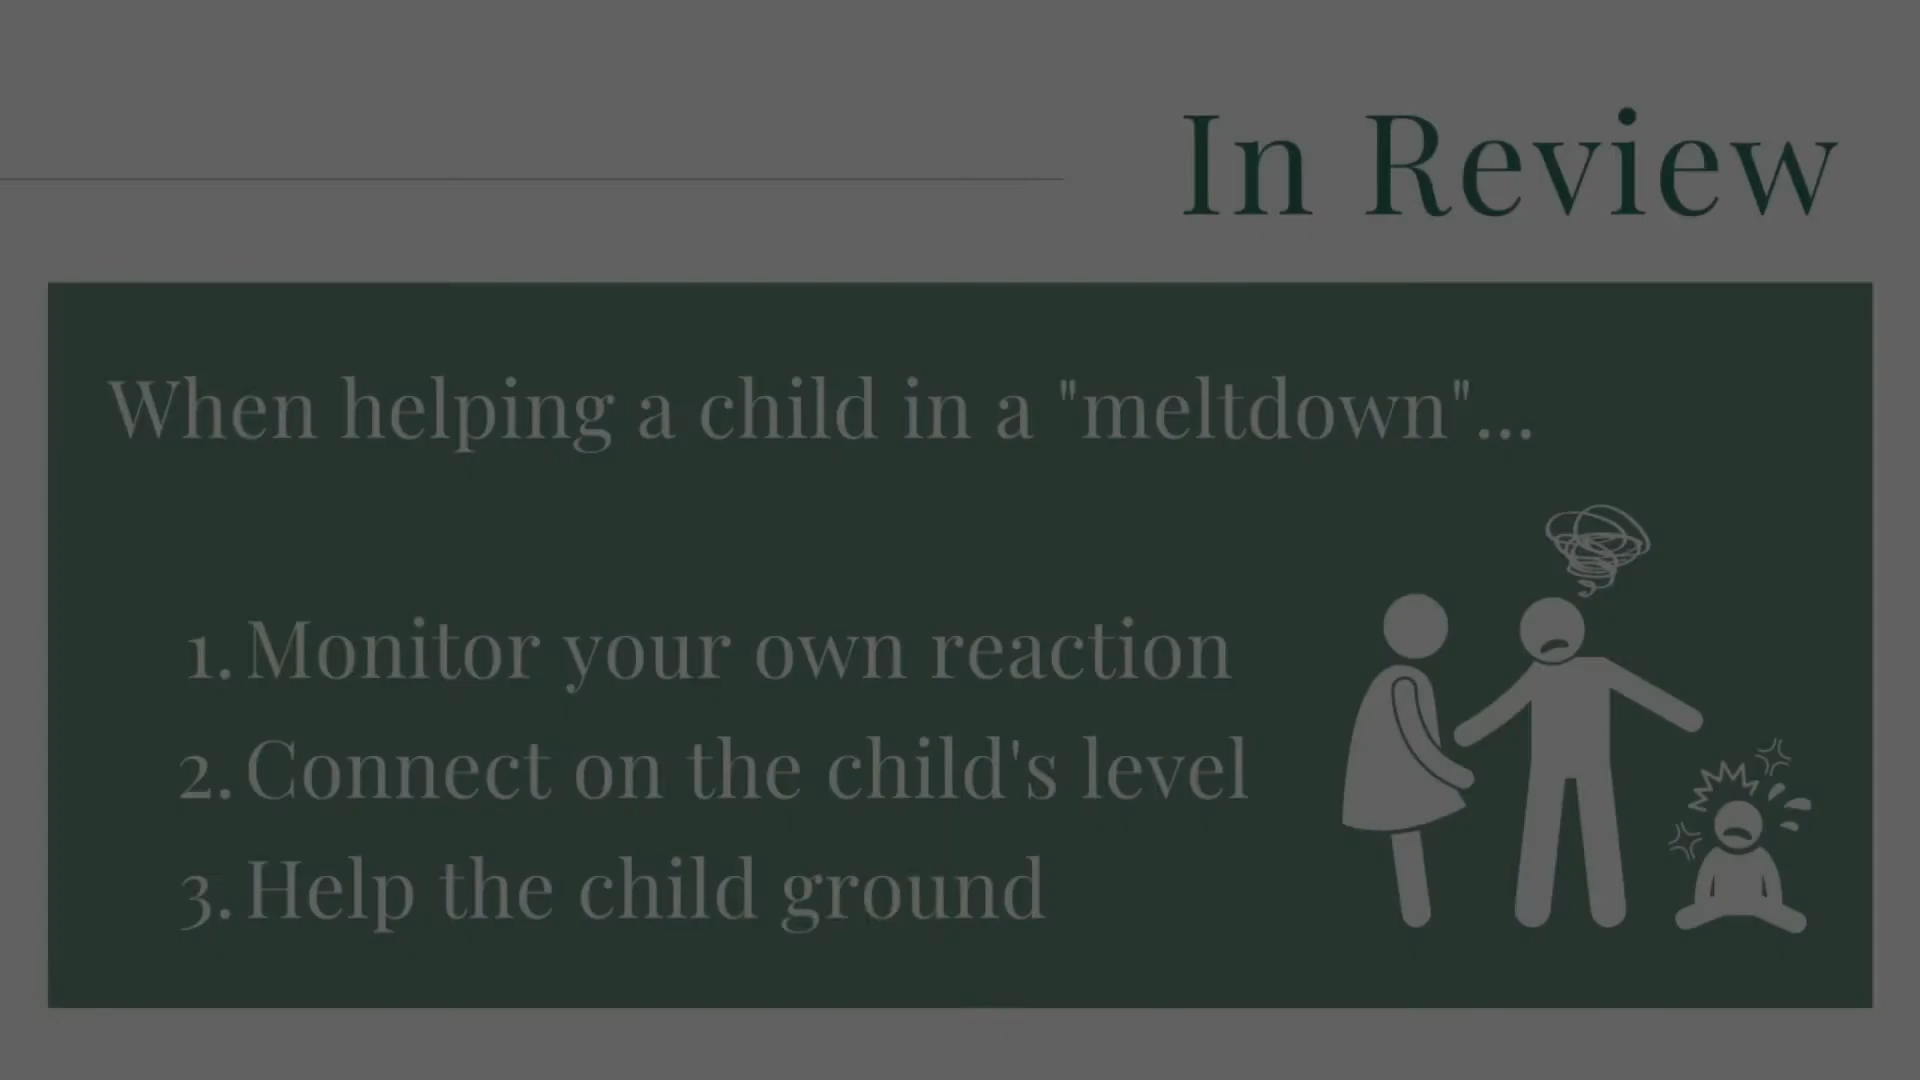 In Review
When helping a child in a "meltdown"...
1. Monitor your own reaction
2. Connect on the child's level
3. Help the child ground